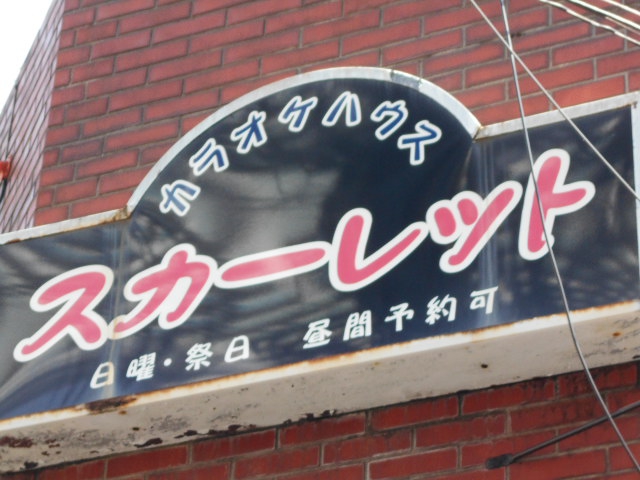 カラオケハウス
スカーレット
日曜・祭日 昼間予約可